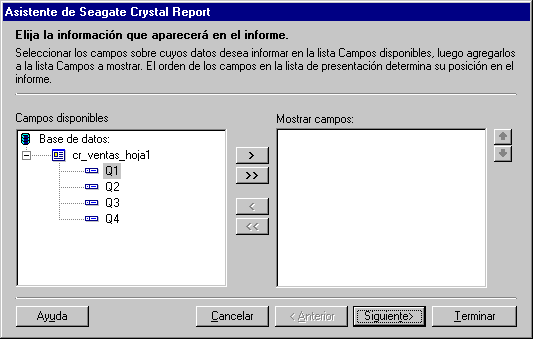 Asistente de Seagate Crystal Report
Elija la información que aparecerá en el informe.
Seleccionar los campos sobre cuyos datos desea informar en la lista Campos disponibles, luego agregarlos
a la lista Campos a mostrar. El orden de los campos en la lista de presentación determina su posición en el
informe.
Campos disponibles
Mostrar campos:
Base de datos:
cr_ventas_hoja1
Q1
Q2
Q3
Q4
>
>>
<
<<
Ayuda
Cancelar
< Anterior
Siguiente>
Terminar